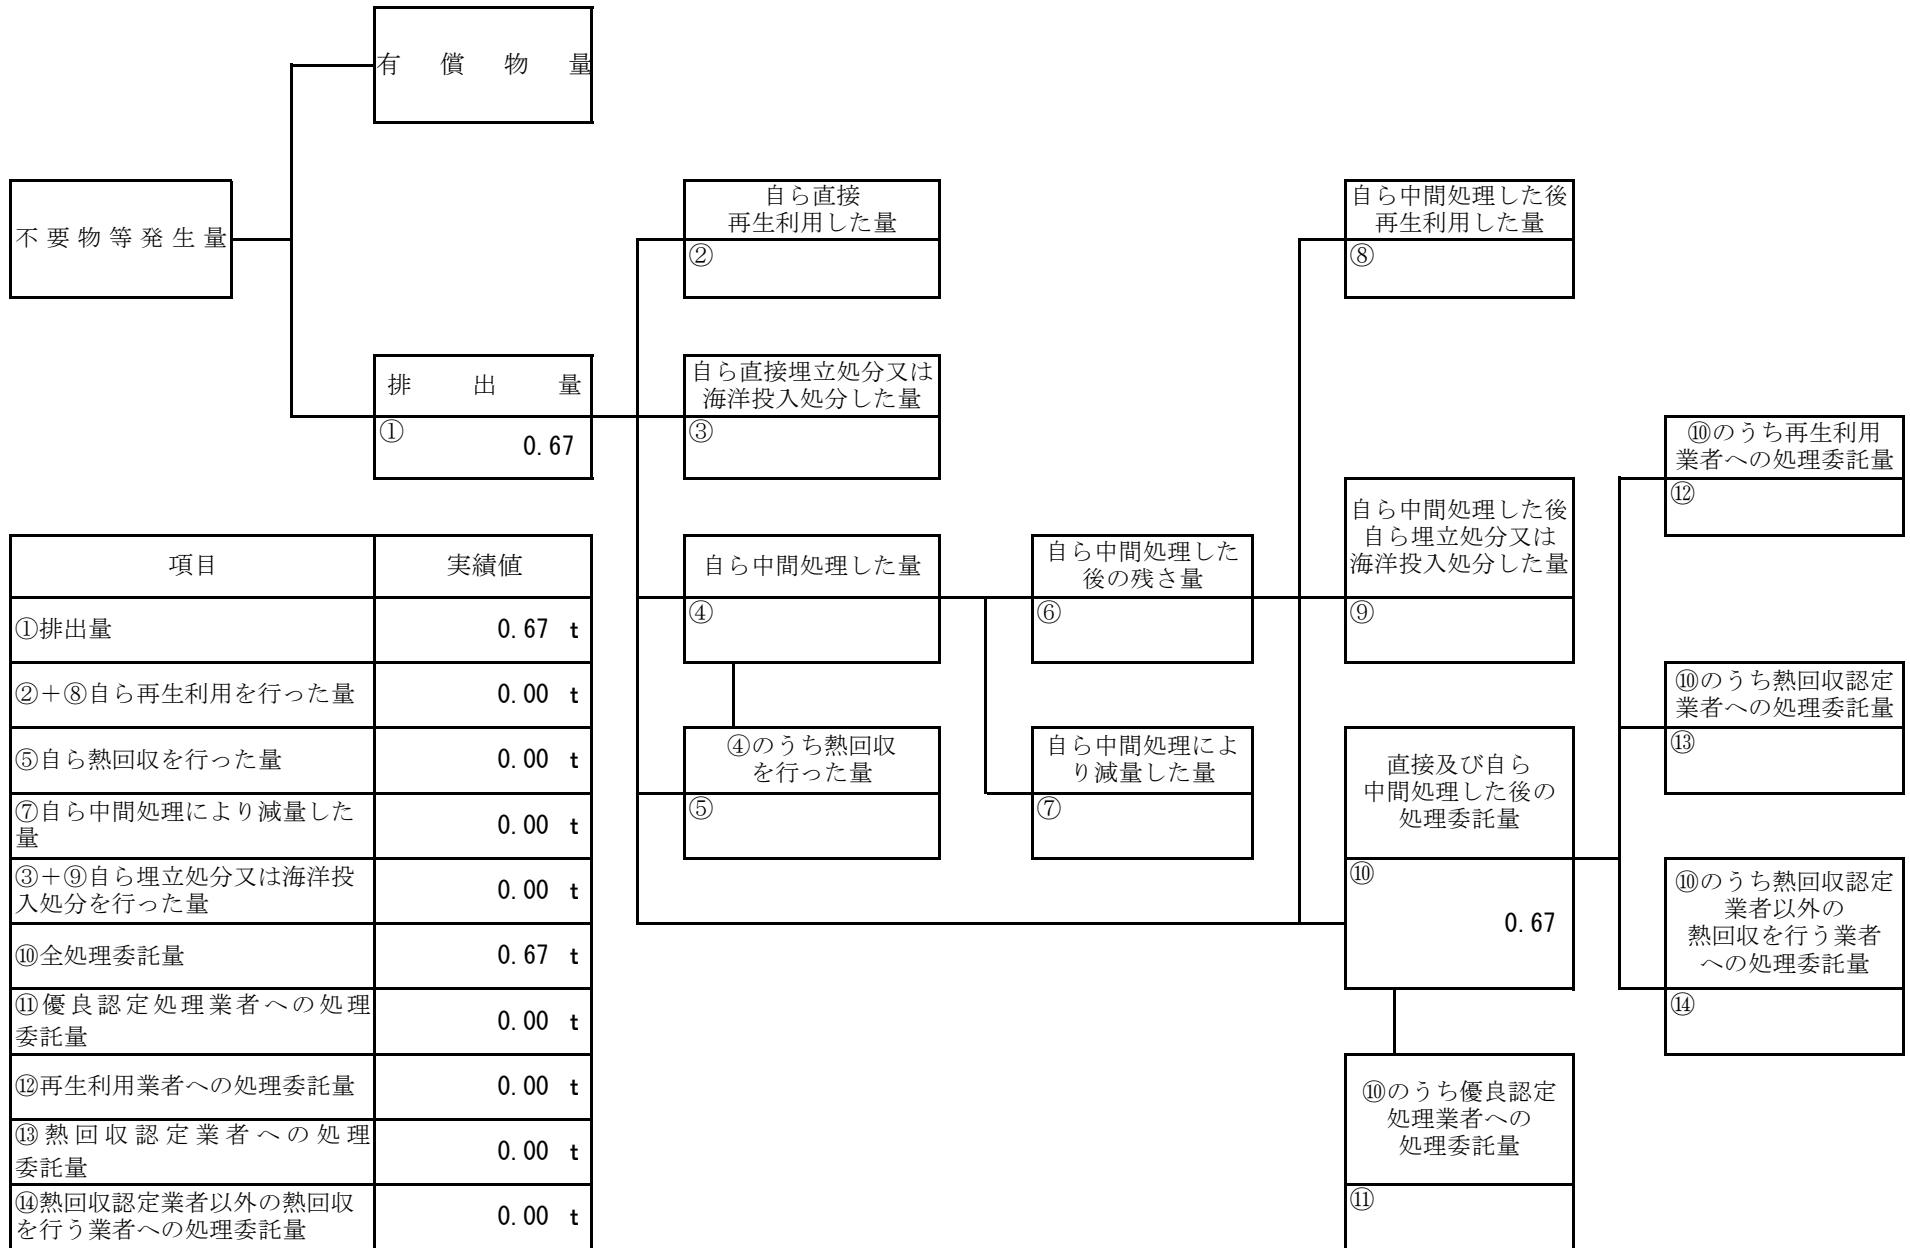 有償物量
不要物等発生量
自ら直接
再生利用した量
②
自ら中間処理した後
再生利用した量
⑧
排出量
①
0.67
自ら直接埋立処分又は
海洋投入処分した量
③
⑩のうち再生利用
業者への処理委託量
⑫
自ら中間処理した後
自ら埋立処分又は
海洋投入処分した量
⑨
自ら中間処理した量
④
自ら中間処理した
後の残さ量
⑥
⑩のうち熱回収認定
業者への処理委託量
⑬
④のうち熱回収
を行った量
⑤
自ら中間処理によ
り減量した量
⑦
直接及び自ら
中間処理した後の
処理委託量
⑩
0.67
⑩のうち熱回収認定
業者以外の
熱回収を行う業者
への処理委託量
⑭
⑩のうち優良認定
処理業者への
処理委託量
⑪
項目 実績値
①排出量 0.67 t
②＋⑧自ら再生利用を行った量 0.00 t
⑤自ら熱回収を行った量 0.00 t
⑦自ら中間処理により減量した
量 0.00 t
③＋⑨自ら埋立処分又は海洋投
入処分を行った量 0.00 t
⑩全処理委託量 0.67 t
⑪優良認定処理業者への処理
委託量 0.00 t
⑫再生利用業者への処理委託量 0.00 t
⑬熱回収認定業者への処理
委託量 0.00 t
⑭熱回収認定業者以外の熱回収
を行う業者への処理委託量 0.00 t